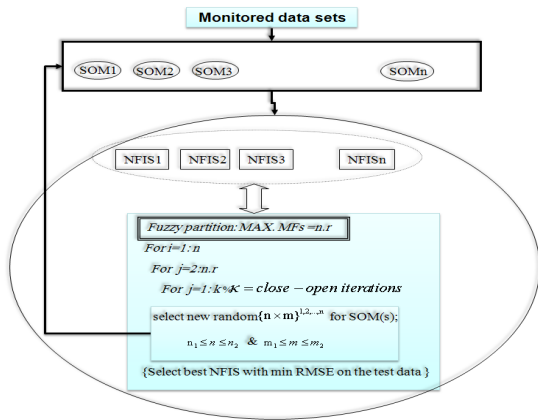 Monitored data sets
SOM1 SOM2 SOM3 SOMn
NFIS1 NFIS2 NFIS3 NFISn
Fuzzy partition: MAX. MFs =n.r
For i=1:n
For j=2:n.r
For j=1:k%K = close − open iterations
select new random{n × m}^1,2,..,n for SOM(s);
n₁ ≤ n ≤ n₂ & m₁ ≤ m ≤ m₂
{Select best NFIS with min RMSE on the test data }